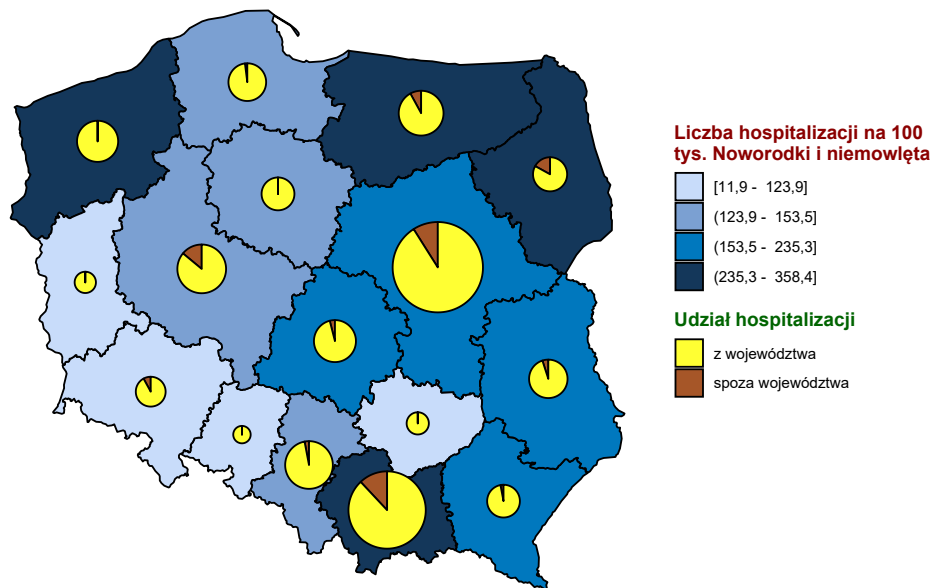 Liczba hospitalizacji na 100
tys. Noworodki i niemowlęta
[11,9 - 123,9]
(123,9 - 153,5]
(153,5 - 235,3]
(235,3 - 358,4]
Udział hospitalizacji
z województwa
spoza województwa